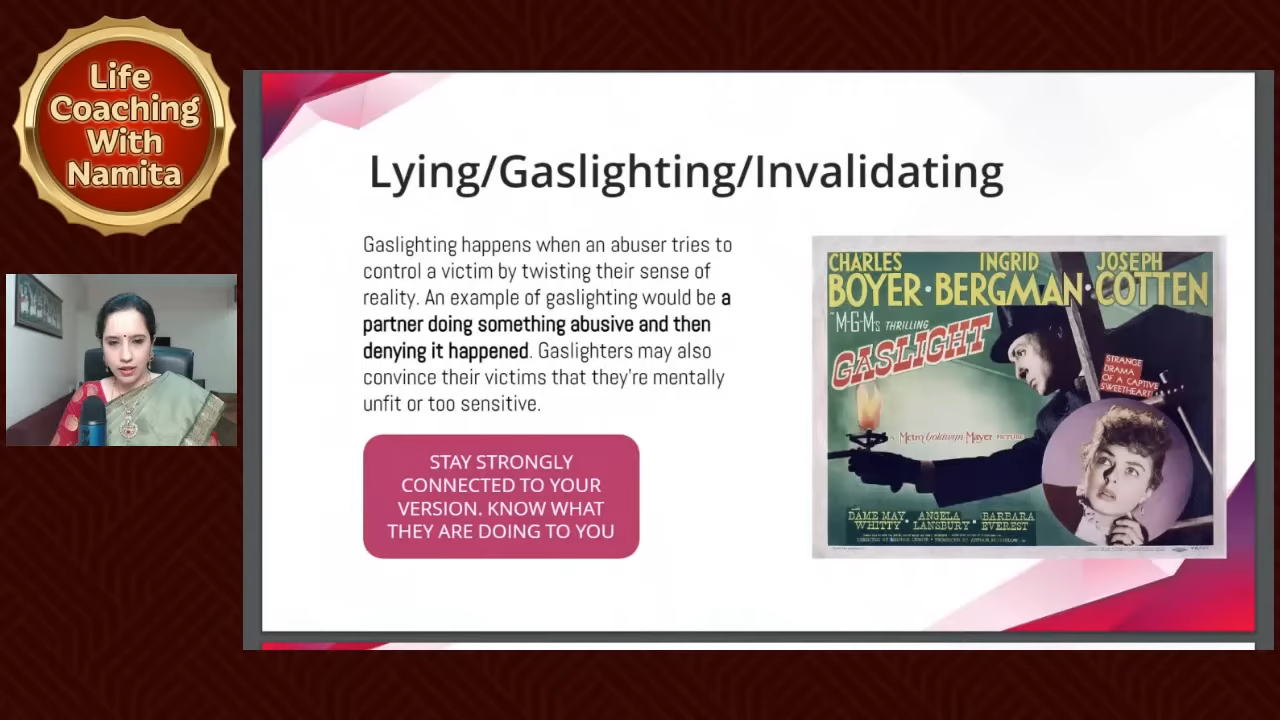 Life
Coaching
With
Namita
Lying/Gaslighting/Invalidating
Gaslighting happens when an abuser tries to
control a victim by twisting their sense of
reality. An example of gaslighting would be a
partner doing something abusive and then
denying it happened. Gaslighters may also
convince their victims that they're mentally
unfit or too sensitive.
STAY STRONGLY
CONNECTED TO YOUR
VERSION. KNOW WHAT
THEY ARE DOING TO YOU
CHARLES INGRID JOSEPH
BOYER · BERGMAN · COTTEN
M-G-M's THRILLING
GASLIGHT
STRANGE
DRAMA
OF A CAPTIVE
SWEETHEART!
A Metro Goldwyn Mayer PICTURE
DAME MAY ANGELA BARBARA
WHITTY · LANSBURY · EVEREST